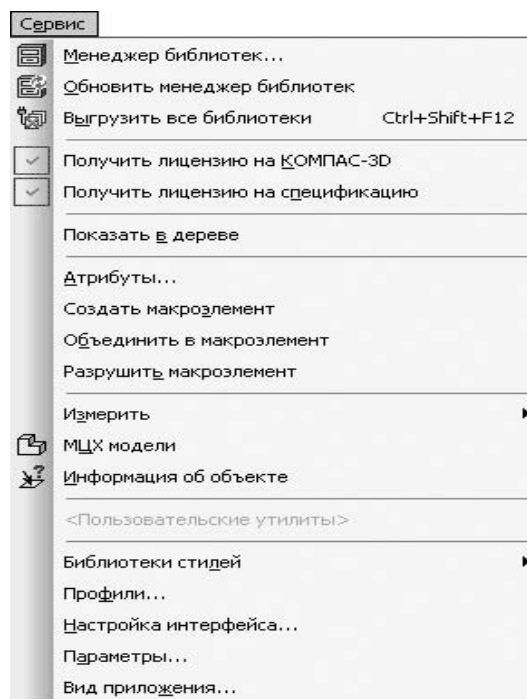 Сервис
Менеджер библиотек...
Обновить менеджер библиотек
Выгрузить все библиотеки Ctrl+Shift+F12
Получить лицензию на КОМПАС-3D
Получить лицензию на спецификацию
Показать в дереве
Атрибуты...
Создать макроэлемент
Объединить в макроэлемент
Разрушить макроэлемент
Измерить
МЦХ модели
Информация об объекте
<Пользовательские утилиты>
Библиотеки стилей
Профили...
Настройка интерфейса...
Параметры...
Вид приложения...